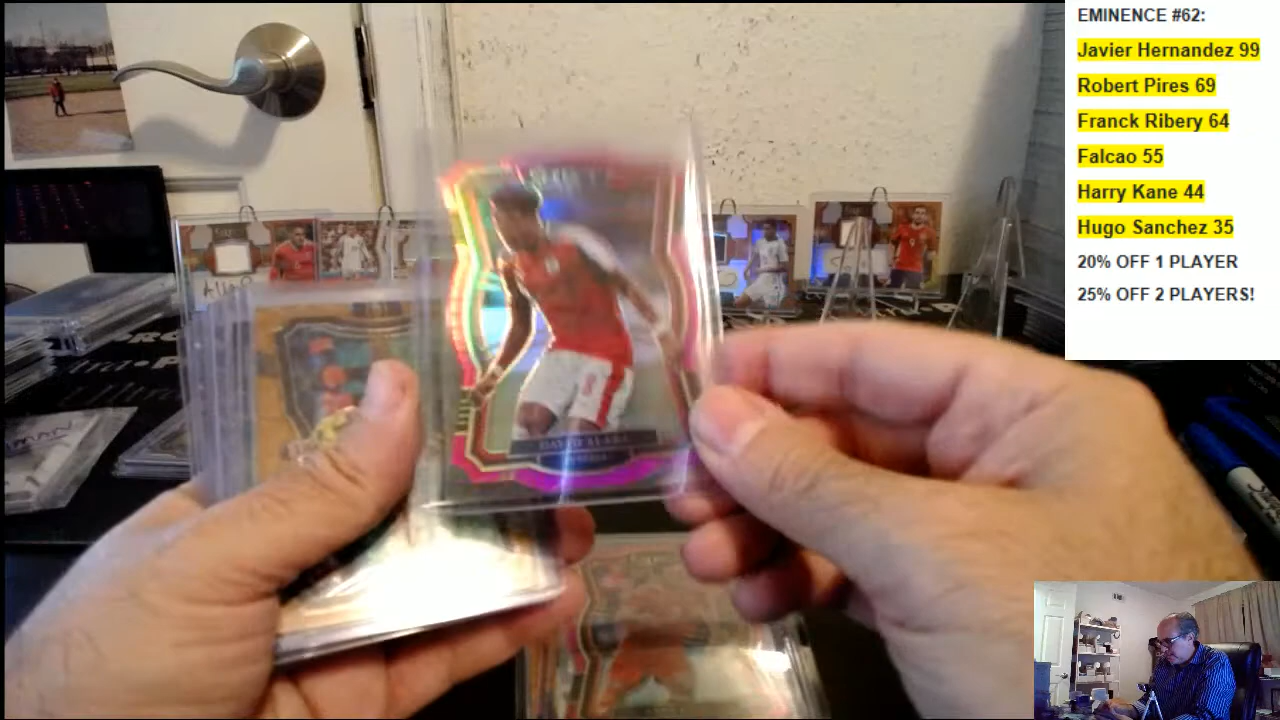 EMINENCE #62:
Javier Hernandez 99
Robert Pires 69
Franck Ribery 64
Falcao 55
Harry Kane 44
Hugo Sanchez 35
20% OFF 1 PLAYER
25% OFF 2 PLAYERS!
DAVID ALABA